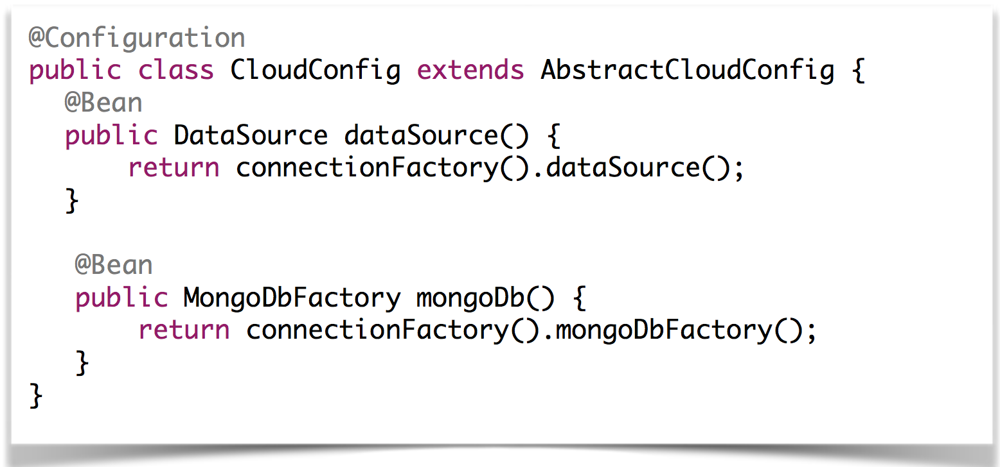 @Configuration
public class CloudConfig extends AbstractCloudConfig {
@Bean
public DataSource dataSource() {
return connectionFactory().dataSource();
}
@Bean
public MongoDbFactory mongoDb() {
return connectionFactory().mongoDbFactory();
}
}